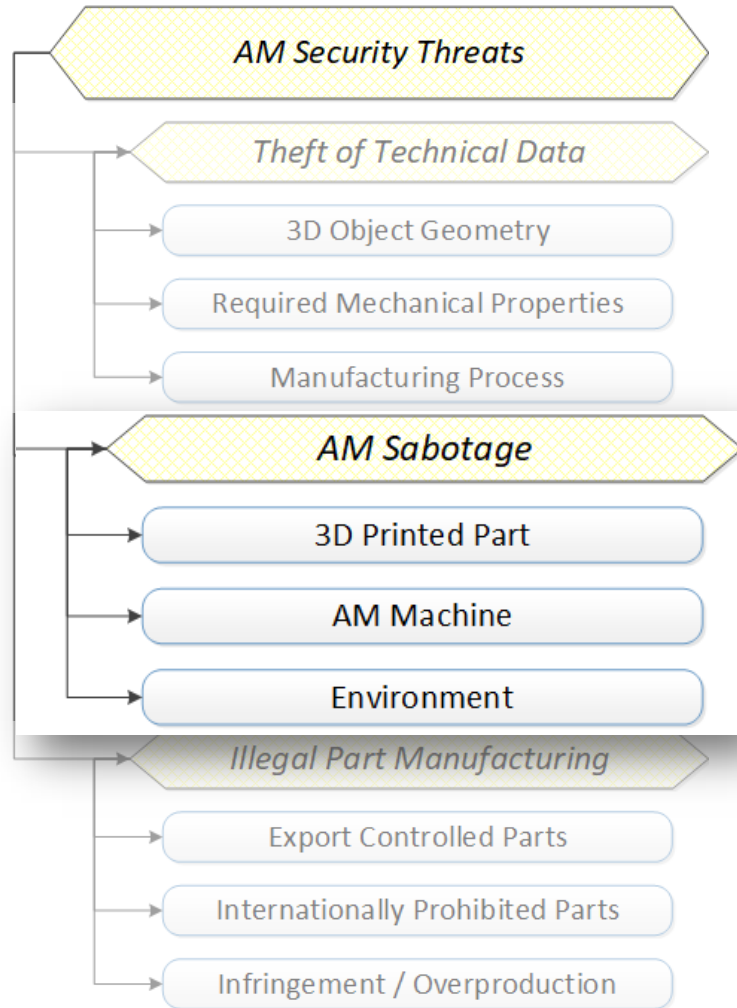 AM Security Threats
Theft of Technical Data
3D Object Geometry
Required Mechanical Properties
Manufacturing Process
AM Sabotage
3D Printed Part
AM Machine
Environment
Illegal Part Manufacturing
Export Controlled Parts
Internationally Prohibited Parts
Infringement / Overproduction